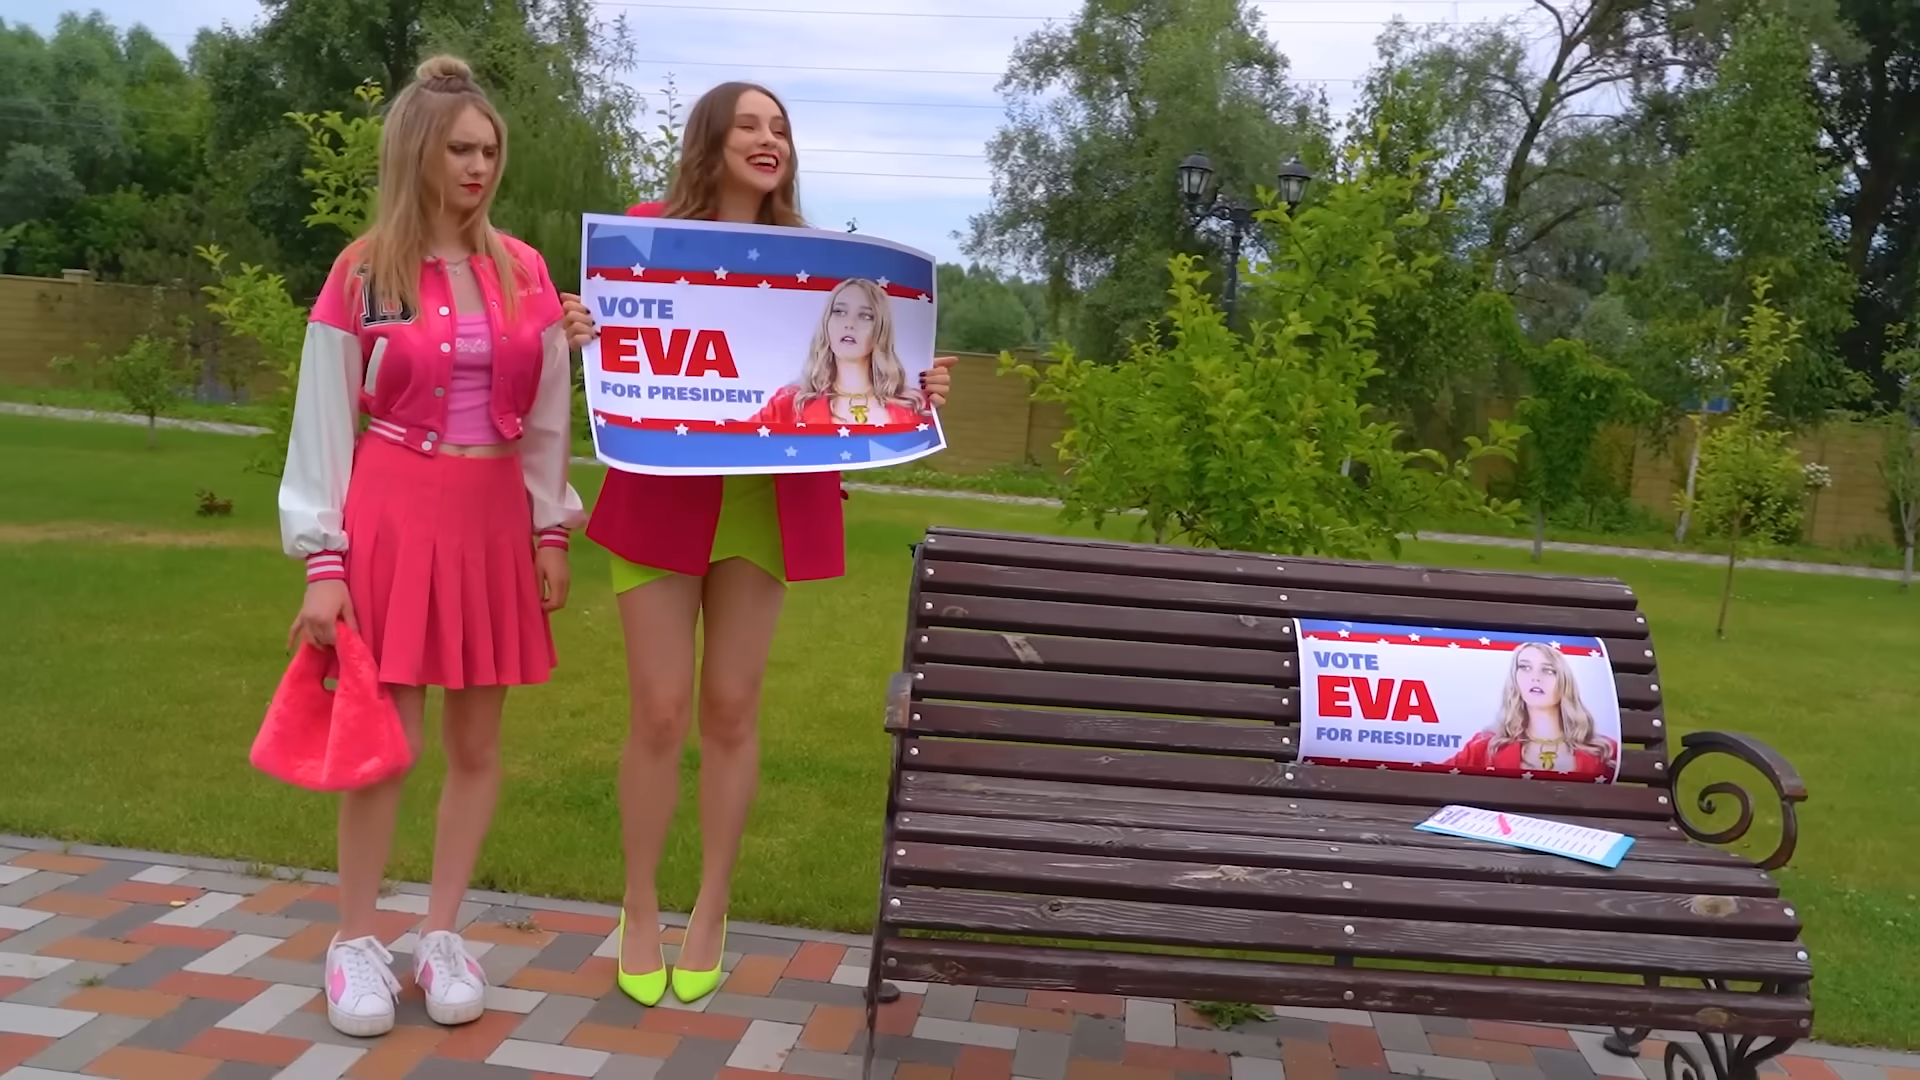 VOTE
EVA
FOR PRESIDENT
VOTE
EVA
FOR PRESIDENT